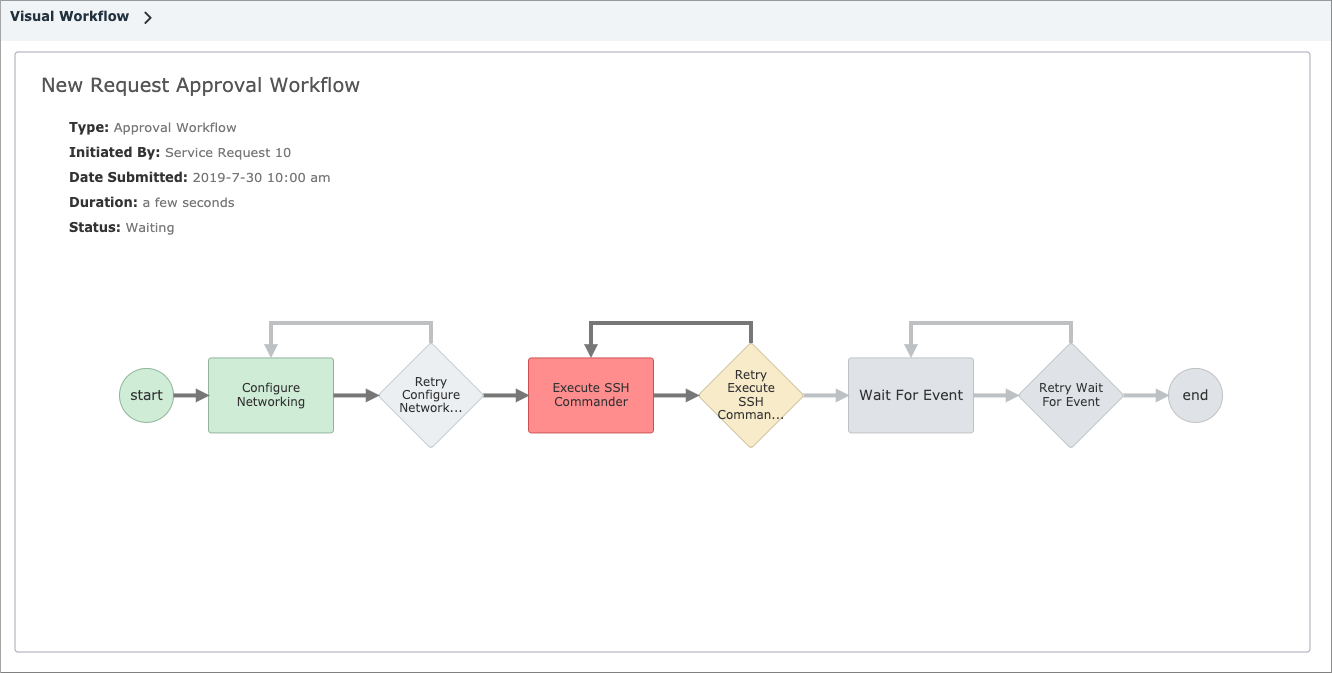 Visual Workflow
New Request Approval Workflow
Type: Approval Workflow
Initiated By: Service Request 10
Date Submitted: 2019-7-30 10:00 am
Duration: a few seconds
Status: Waiting
start
Configure
Networking
Retry
Configure
Network...
Execute SSH
Commander
Retry
Execute
SSH
Comman...
Wait For Event
Retry Wait
For Event
end